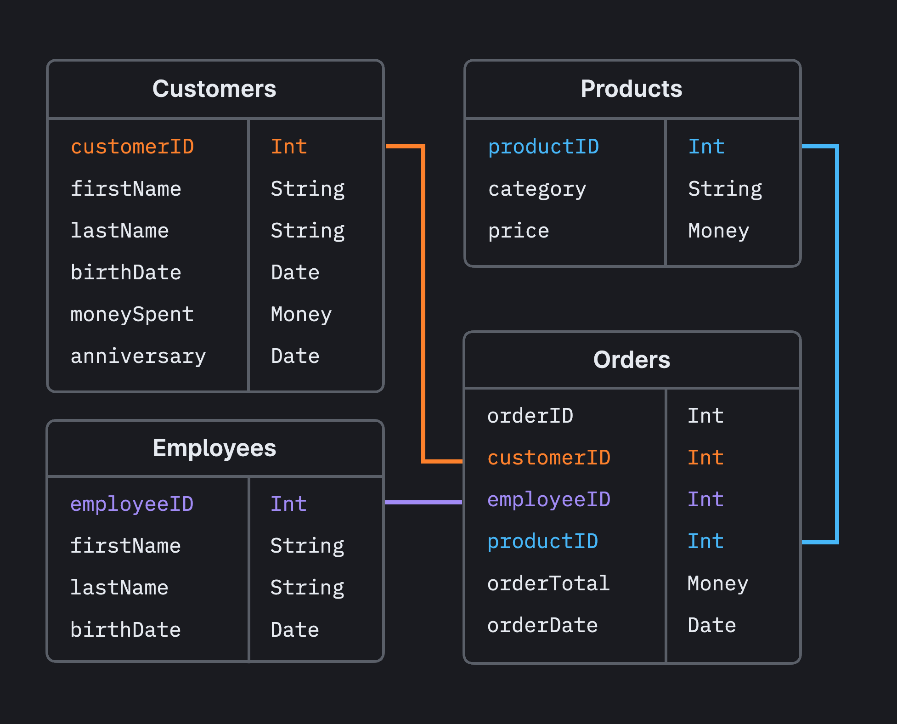 Customers
customerID Int
firstName String
lastName String
birthDate Date
moneySpent Money
anniversary Date
Products
productID Int
category String
price Money
Employees
employeeID Int
firstName String
lastName String
birthDate Date
Orders
orderID Int
customerID Int
employeeID Int
productID Int
orderTotal Money
orderDate Date